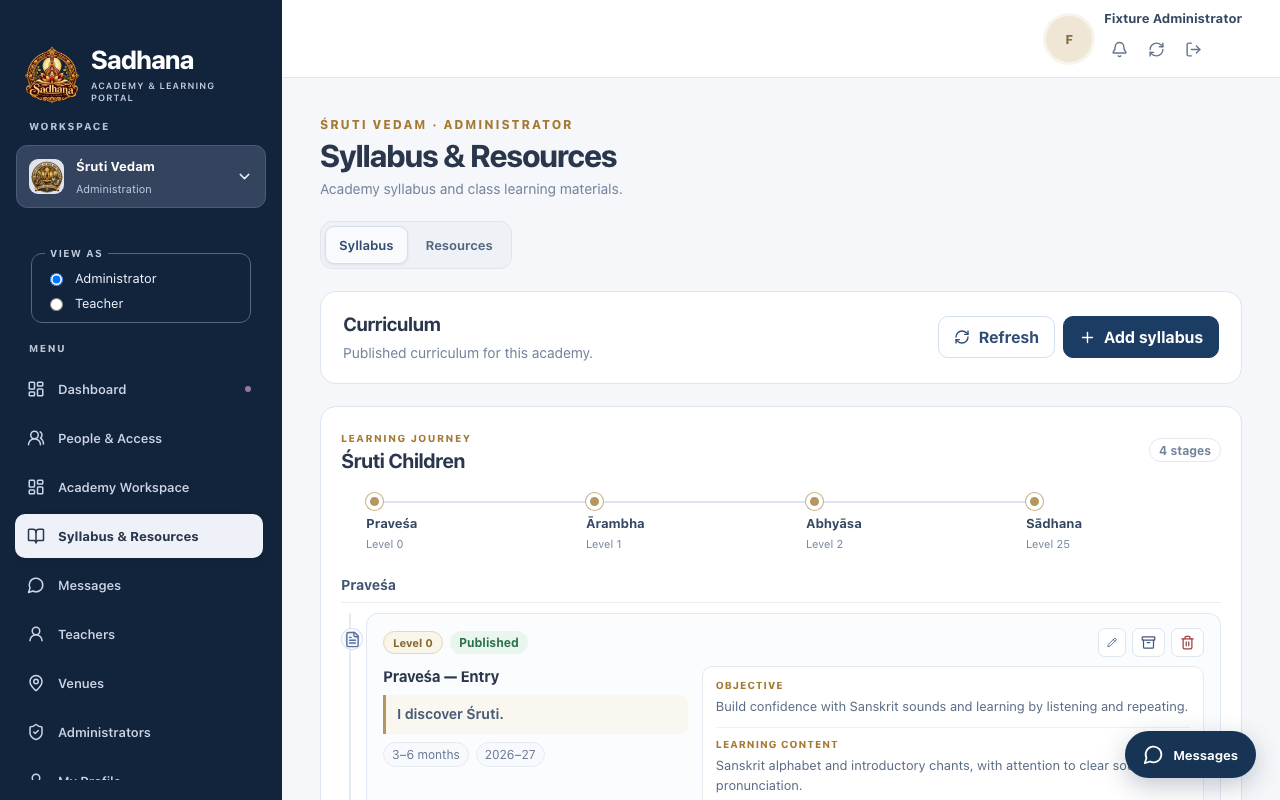 Sadhana
Sadhana
ACADEMY & LEARNING
PORTAL
WORKSPACE
Śruti Vedam
Administration
VIEW AS
Administrator
Teacher
MENU
Dashboard
People & Access
Academy Workspace
Syllabus & Resources
Messages
Teachers
Venues
Administrators
My Profile
F
Fixture Administrator
ŚRUTI VEDAM · ADMINISTRATOR
Syllabus & Resources
Academy syllabus and class learning materials.
Syllabus
Resources
Curriculum
Published curriculum for this academy.
Refresh
Add syllabus
LEARNING JOURNEY
Śruti Children
4 stages
Praveśa
Level 0
Ārambha
Level 1
Abhyāsa
Level 2
Sādhana
Level 25
Praveśa
Level 0
Published
Praveśa — Entry
I discover Śruti.
3–6 months
2026–27
OBJECTIVE
Build confidence with Sanskrit sounds and learning by listening and repeating.
LEARNING CONTENT
Sanskrit alphabet and introductory chants, with attention to clear
pronunciation.
Messages